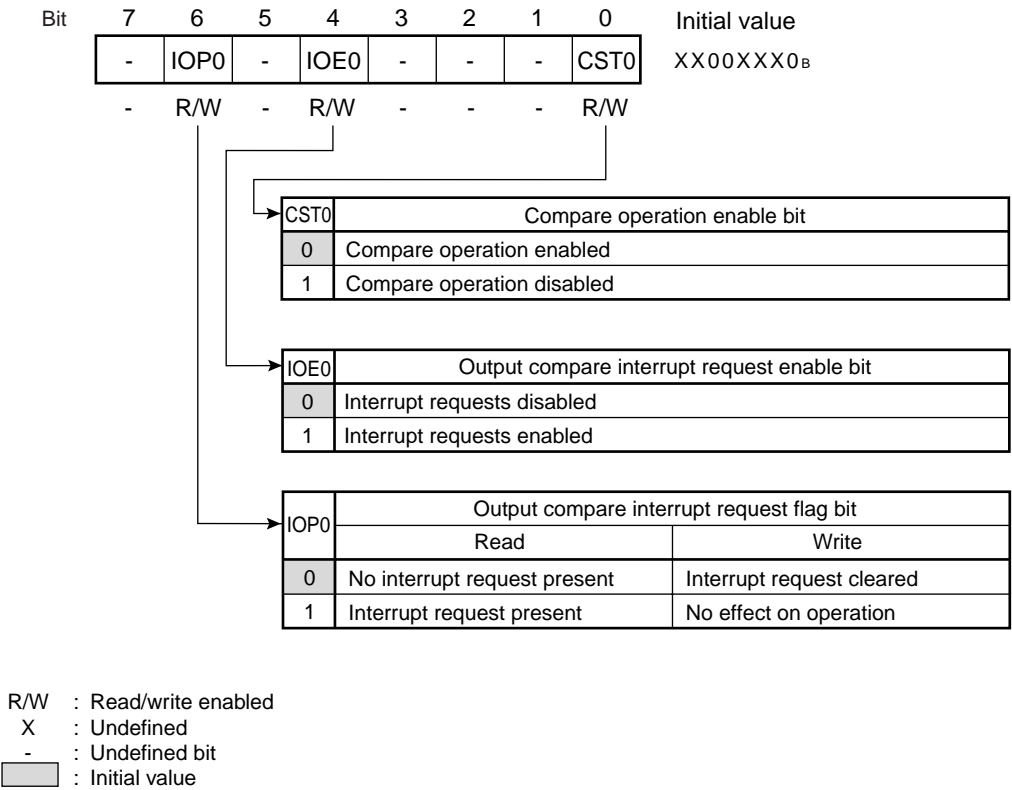 Bit 7 6 5 4 3 2 1 0 Initial value
- IOP0 - IOE0 - - - CST0 XX00XXX0B
- R/W - R/W - - - R/W
CST0 Compare operation enable bit
0 Compare operation enabled
1 Compare operation disabled
IOE0 Output compare interrupt request enable bit
0 Interrupt requests disabled
1 Interrupt requests enabled
IOP0 Output compare interrupt request flag bit
Read Write
0 No interrupt request present Interrupt request cleared
1 Interrupt request present No effect on operation
R/W : Read/write enabled
X : Undefined
- : Undefined bit
: Initial value